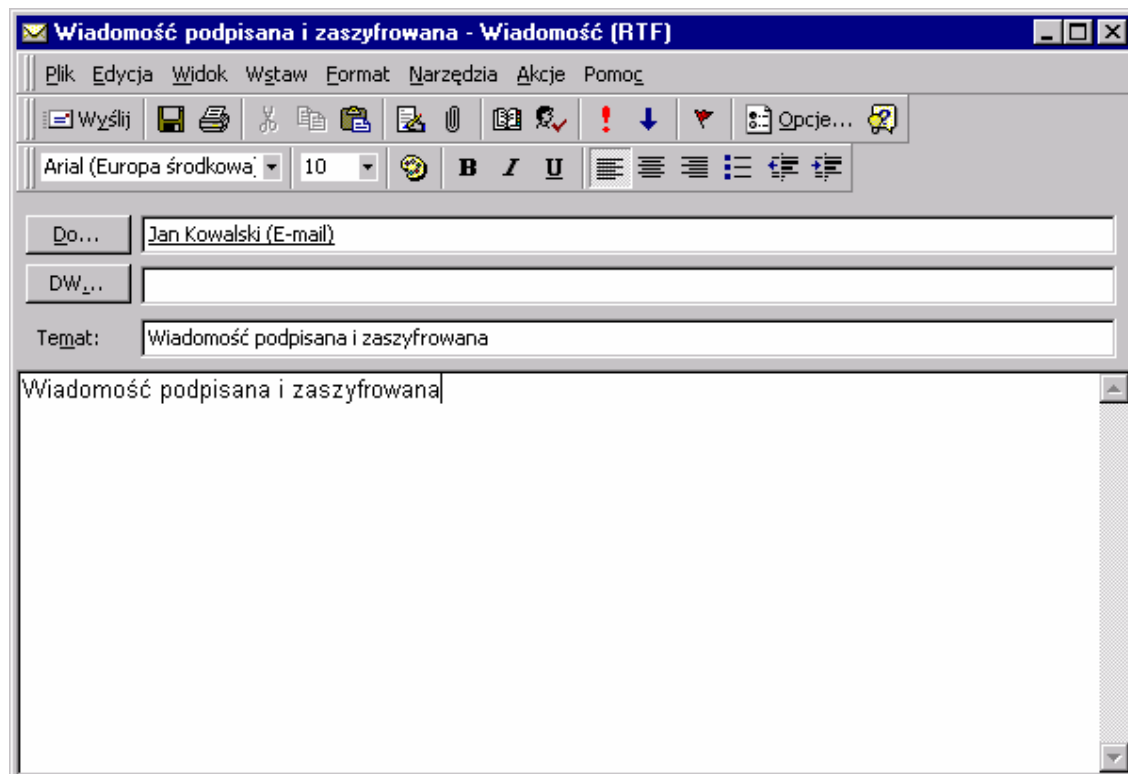 Wiadomość podpisana i zaszyfrowana - Wiadomość (RTF)
Plik Edycja Widok Wstaw Format Narzędzia Akcje Pomoc
Wyślij Opcje...
Arial (Europa środkowa) 10 B I U
Do... Jan Kowalski (E-mail)
DW...
Temat: Wiadomość podpisana i zaszyfrowana
Wiadomość podpisana i zaszyfrowana